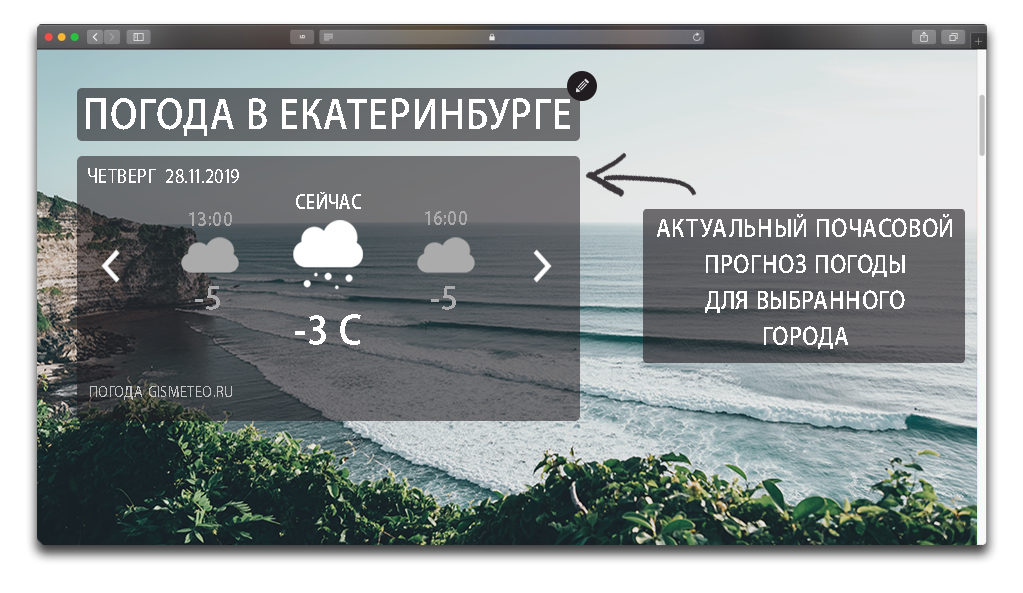 ПОГОДА В ЕКАТЕРИНБУРГЕ
ЧЕТВЕРГ 28.11.2019
13:00
СЕЙЧАС
16:00
-5
-3 С
-5
ПОГОДА GISMETEO.RU
АКТУАЛЬНЫЙ ПОЧАСОВОЙ
ПРОГНОЗ ПОГОДЫ
ДЛЯ ВЫБРАННОГО
ГОРОДА